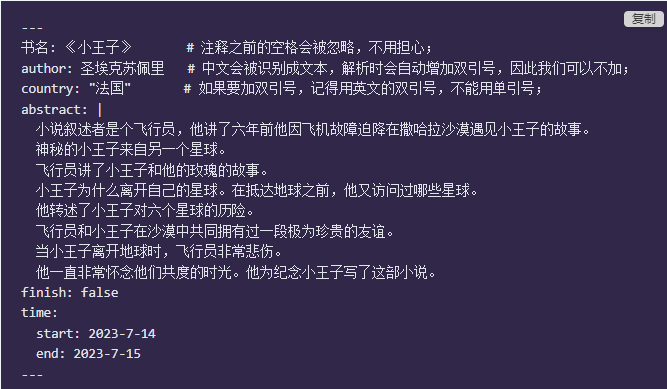 复制
---
书名: 《小王子》 # 注释之前的空格会被忽略，不用担心；
author: 圣埃克苏佩里 # 中文会被识别成文本，解析时会自动增加双引号，因此我们可以不加；
country: "法国" # 如果要加双引号，记得用英文的双引号，不能用单引号；
abstract: |
小说叙述者是个飞行员，他讲了六年前他因飞机故障迫降在撒哈拉沙漠遇见小王子的故事。
神秘的小王子来自另一个星球。
飞行员讲了小王子和他的玫瑰的故事。
小王子为什么离开自己的星球。在抵达地球之前，他又访问过哪些星球。
他转述了小王子对六个星球的历险。
飞行员和小王子在沙漠中共同拥有过一段极为珍贵的友谊。
当小王子离开地球时，飞行员非常悲伤。
他一直非常怀念他们共度的时光。他为纪念小王子写了这部小说。
finish: false
time:
start: 2023-7-14
end: 2023-7-15
---